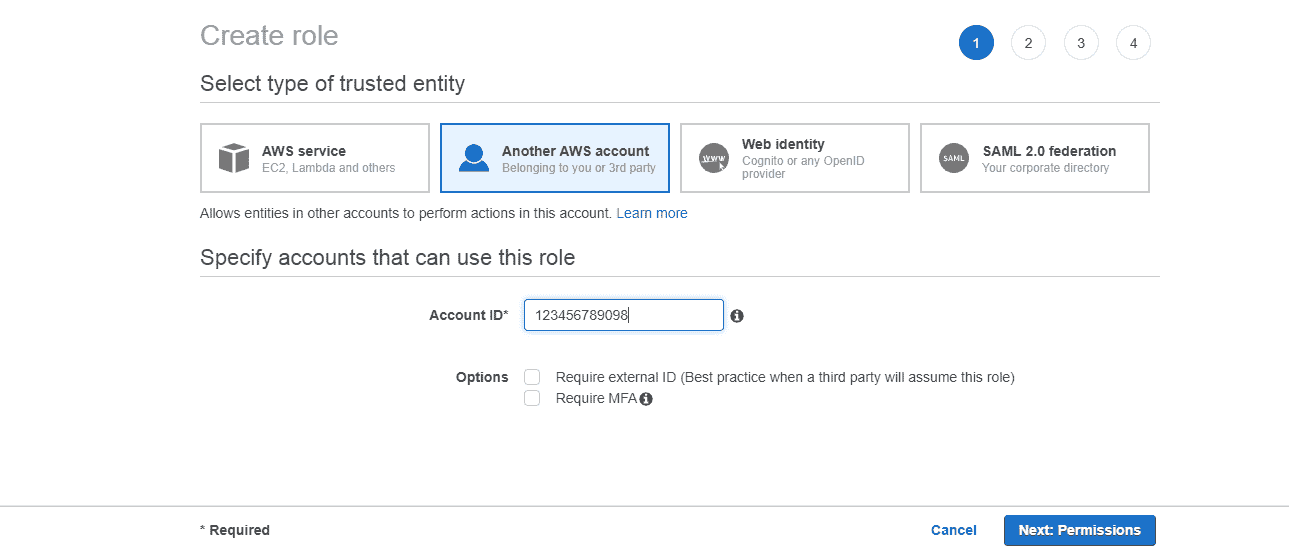 Create role
1 2 3 4
Select type of trusted entity
AWS service
EC2, Lambda and others
Another AWS account
Belonging to you or 3rd party
www
Web identity
Cognito or any OpenID
provider
SAML
SAML 2.0 federation
Your corporate directory
Allows entities in other accounts to perform actions in this account. Learn more
Specify accounts that can use this role
Account ID* 123456789098
Options Require external ID (Best practice when a third party will assume this role)
Require MFA
* Required Cancel Next: Permissions